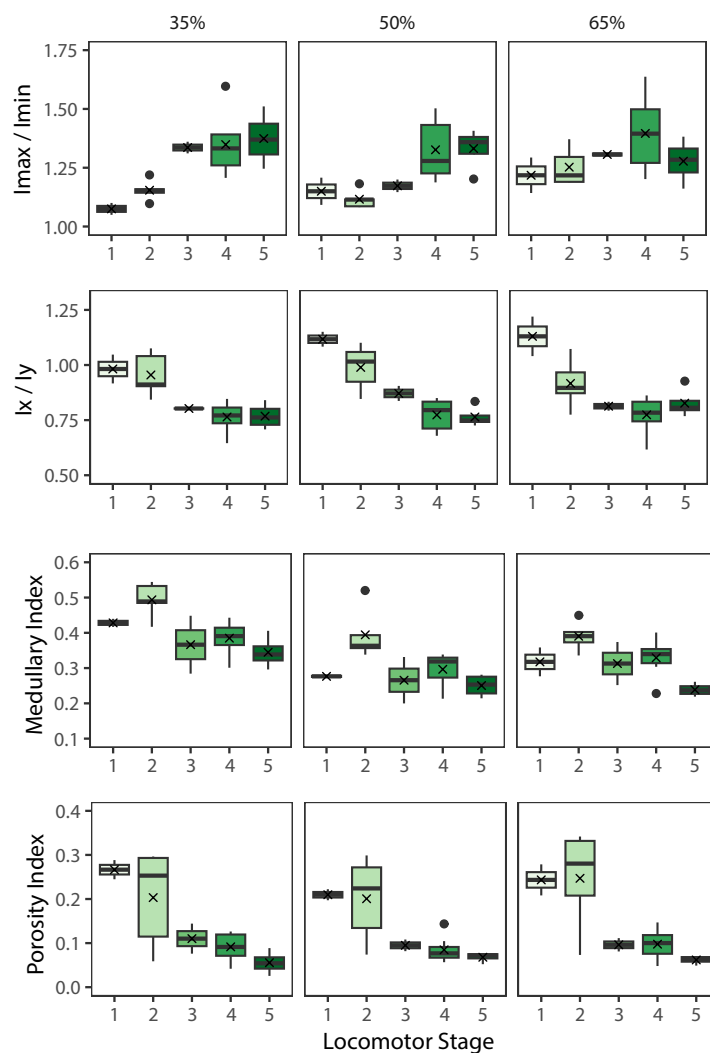 35% 50% 65%
Imax / Imin
1.75
1.50
1.25
1.00
1 2 3 4 5 1 2 3 4 5 1 2 3 4 5
Ix / Iy
1.25
1.00
0.75
0.50
1 2 3 4 5 1 2 3 4 5 1 2 3 4 5
Medullary Index
0.6
0.5
0.4
0.3
0.2
0.1
1 2 3 4 5 1 2 3 4 5 1 2 3 4 5
Porosity Index
0.4
0.3
0.2
0.1
0.0
1 2 3 4 5 1 2 3 4 5 1 2 3 4 5
Locomotor Stage